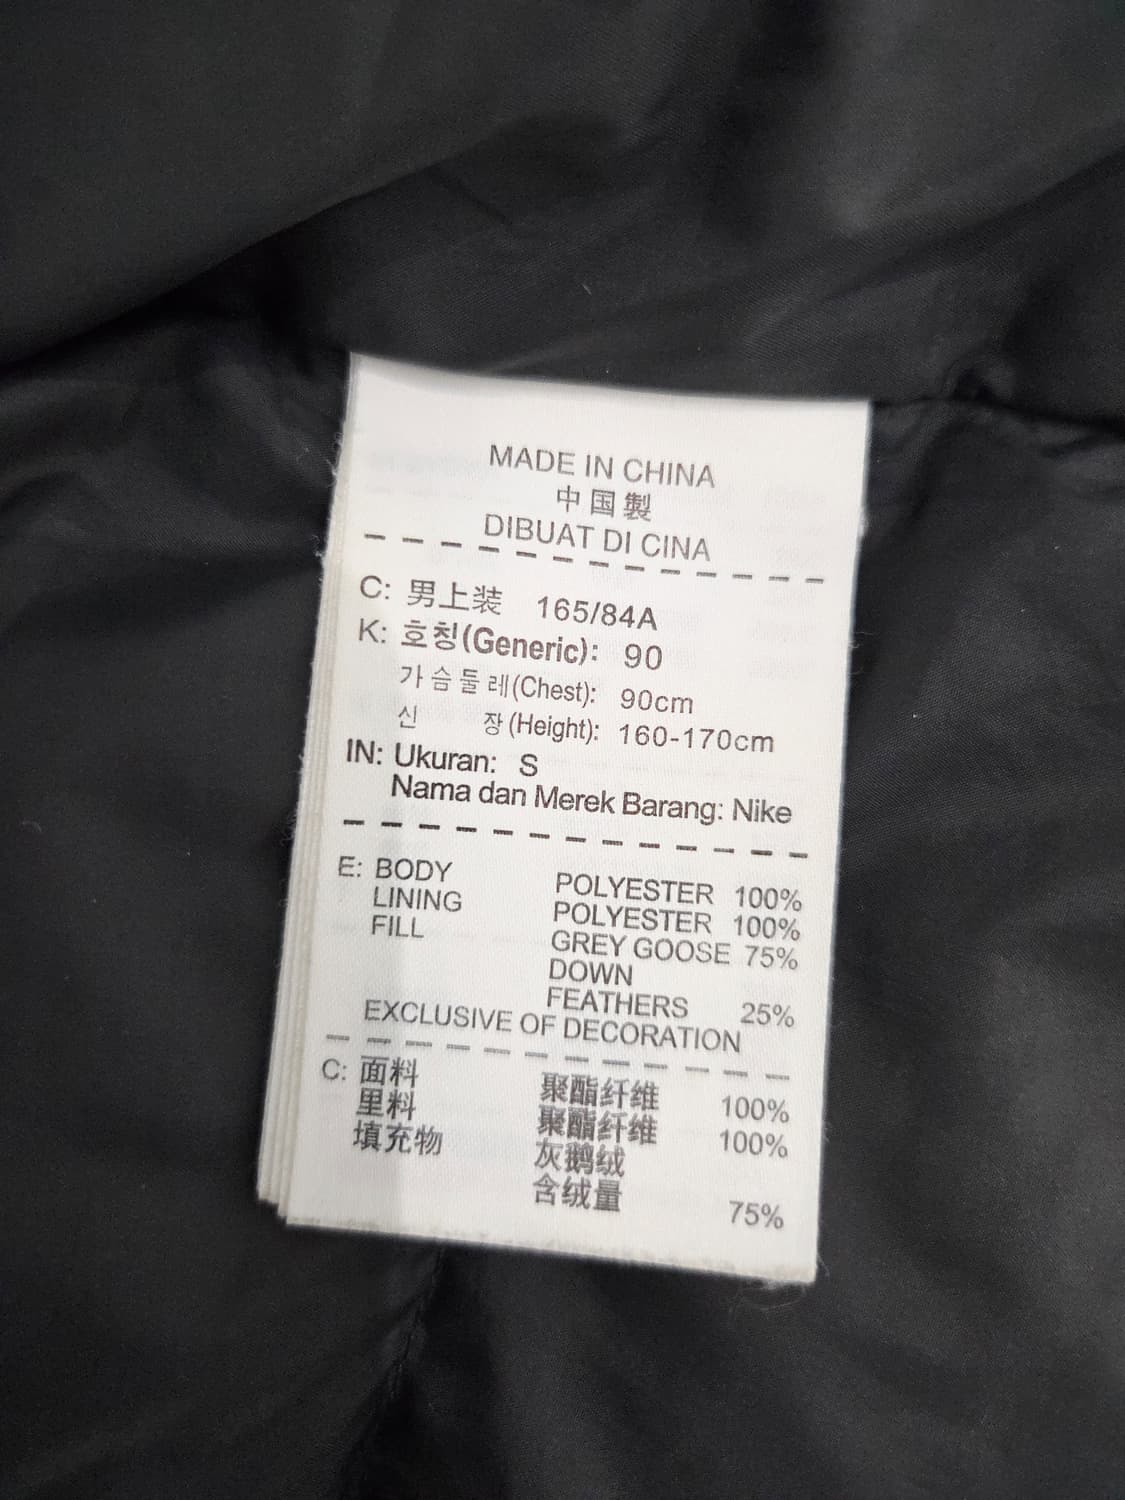 MADE IN CHINA
中国製
DIBUAT DI CINA
C: 男上装 165/84A
K: 호칭(Generic): 90
가슴둘레(Chest): 90cm
신 장(Height): 160-170cm
IN: Ukuran: S
Nama dan Merek Barang: Nike
E: BODY POLYESTER 100%
LINING POLYESTER 100%
FILL GREY GOOSE 75%
DOWN
FEATHERS 25%
EXCLUSIVE OF DECORATION
C: 面料 聚酯纤维 100%
里料 聚酯纤维 100%
填充物 灰鹅绒
含绒量 75%